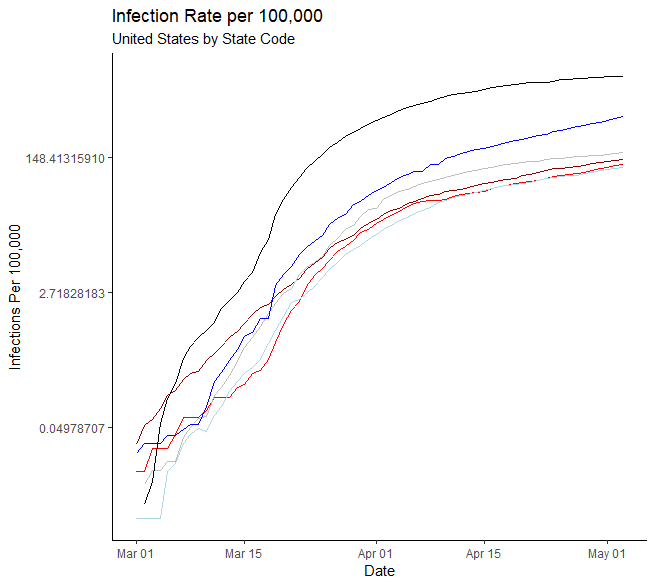 Infection Rate per 100,000
United States by State Code
148.41315910
2.71828183
0.04978707
Infections Per 100,000
Mar 01
Mar 15
Apr 01
Apr 15
May 01
Date